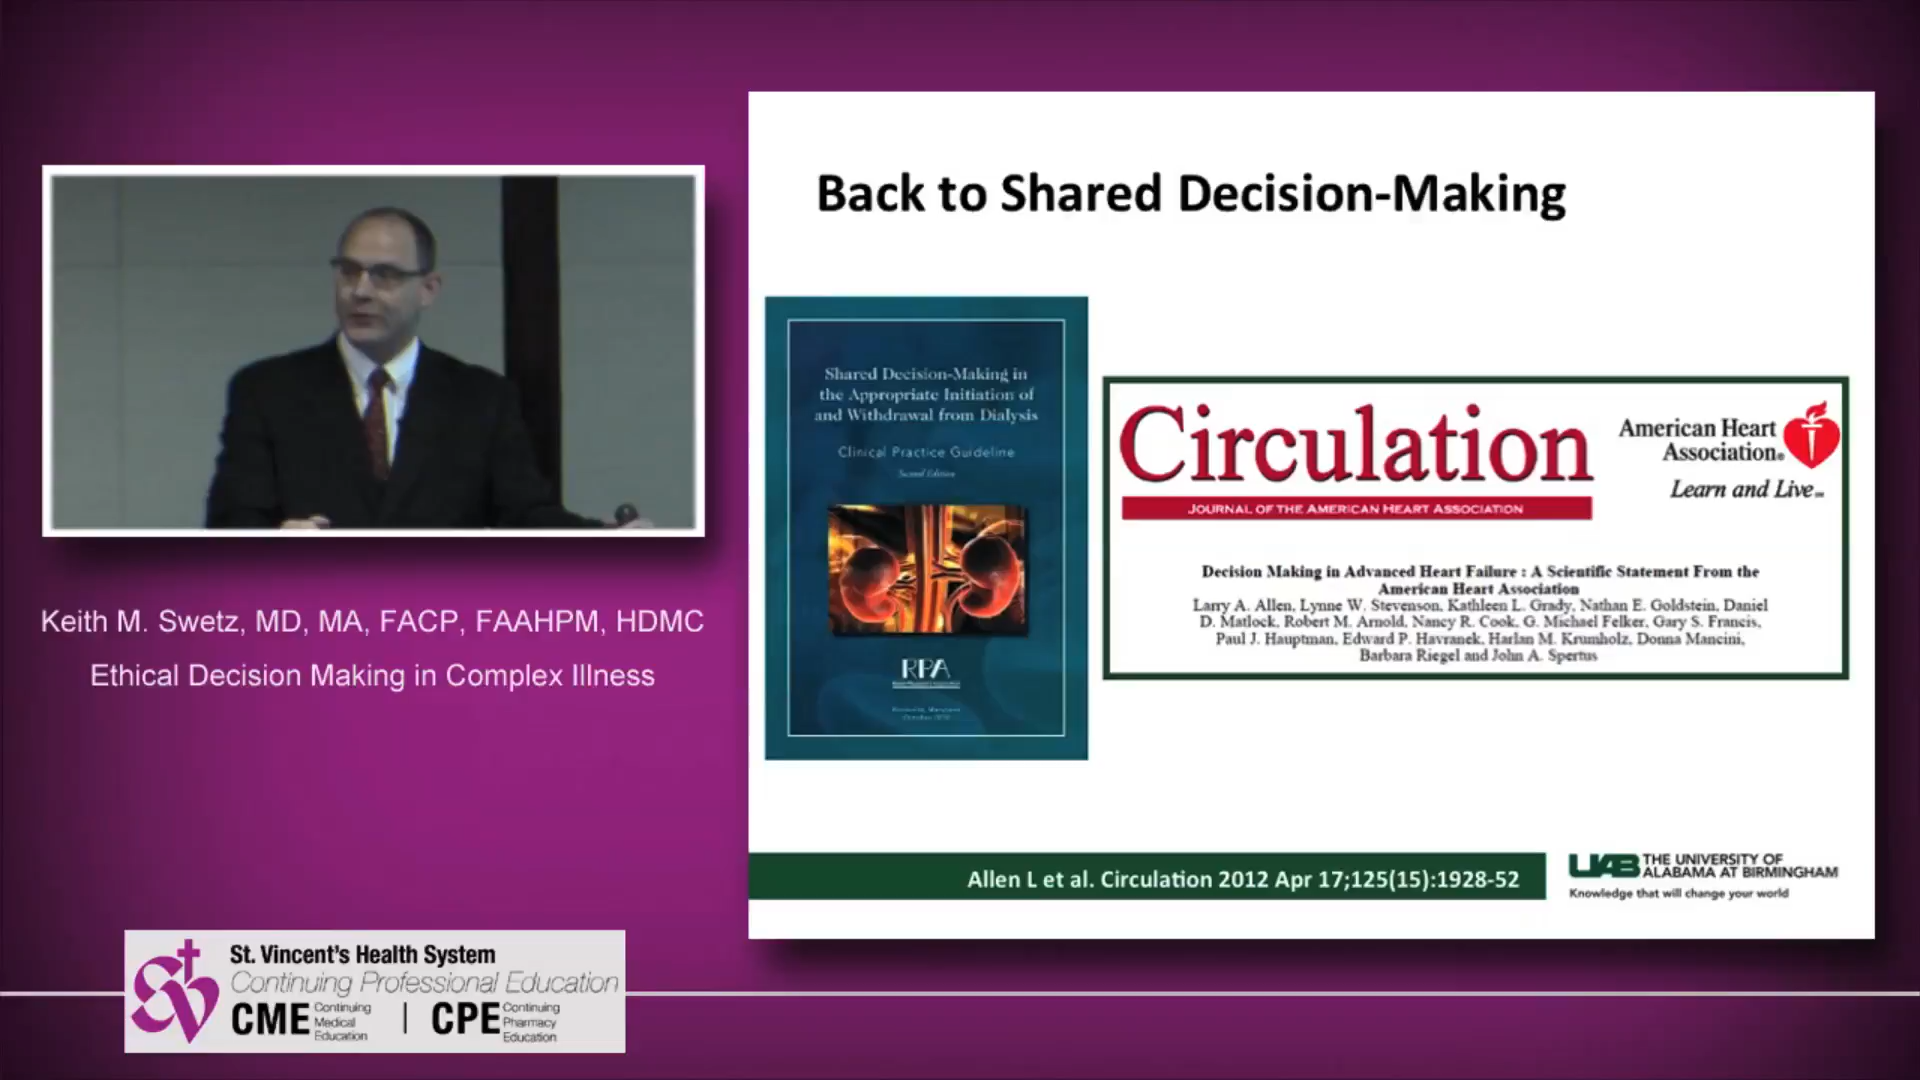 Back to Shared Decision-Making
Shared Decision-Making in
the Appropriate Initiation of
and Withdrawal from Dialysis
Clinical Practice Guideline
Second Edition
RPA
Circulation
JOURNAL OF THE AMERICAN HEART ASSOCIATION
American Heart
Association®
Learn and Live
Decision Making in Advanced Heart Failure : A Scientific Statement From the
American Heart Association
Larry A. Allen, Lynne W. Stevenson, Kathleen L. Grady, Nathan E. Goldstein, Daniel
D. Matlock, Robert M. Arnold, Nancy R. Cook, G. Michael Felker, Gary S. Francis,
Paul J. Hauptman, Edward P. Havranek, Harlan M. Krumholz, Donna Mancini,
Barbara Riegel and John A. Spertus
Allen L et al. Circulation 2012 Apr 17;125(15):1928-52
UAB THE UNIVERSITY OF
ALABAMA AT BIRMINGHAM
Knowledge that will change your world
Keith M. Swetz, MD, MA, FACP, FAAHPM, HDMC
Ethical Decision Making in Complex Illness
St. Vincent's Health System
Continuing Professional Education
CME Continuing Medical Education | CPE Continuing Pharmacy Education